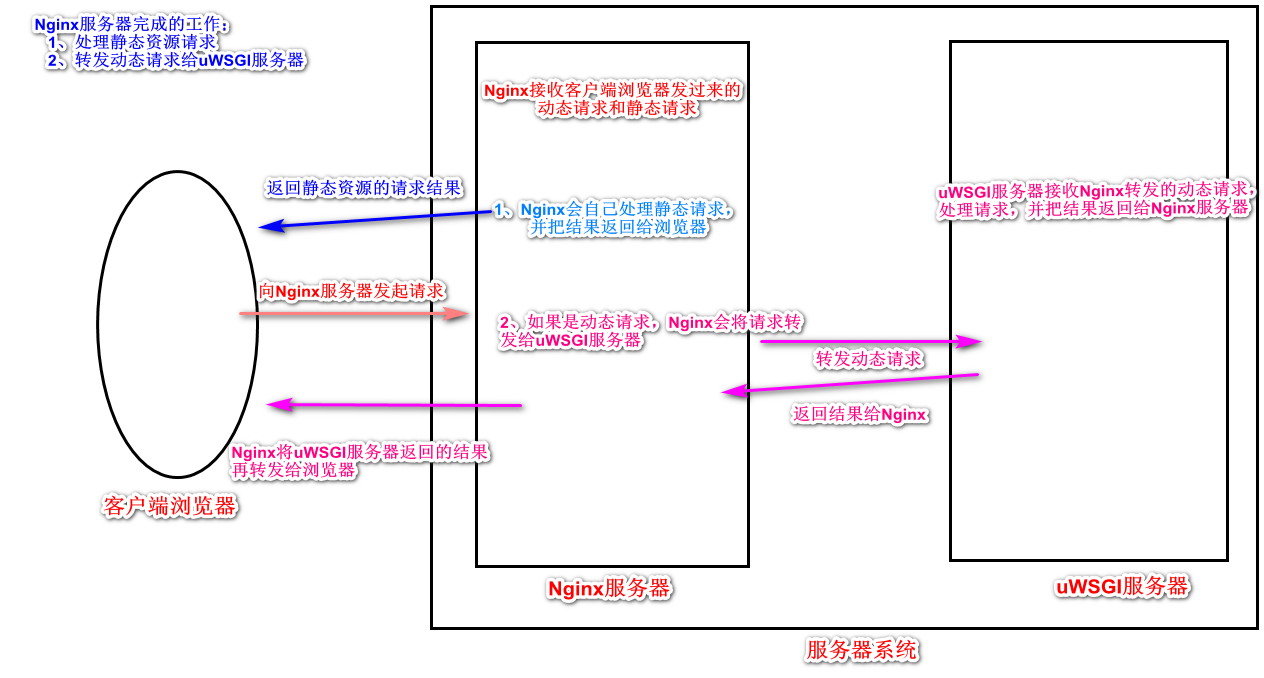 Nginx服务器完成的工作：
1、处理静态资源请求
2、转发动态请求给uWSGI服务器
Nginx接收客户端浏览器发过来的
动态请求和静态请求
返回静态资源的请求结果
1、Nginx会自己处理静态请求，
并把结果返回给浏览器
uWSGI服务器接收Nginx转发的动态请求，
处理请求，并把结果返回给Nginx服务器
向Nginx服务器发起请求
2、如果是动态请求，Nginx会将请求转
发给uWSGI服务器
转发动态请求
返回结果给Nginx
Nginx将uWSGI服务器返回的结果
再转发给浏览器
客户端浏览器
Nginx服务器
uWSGI服务器
服务器系统